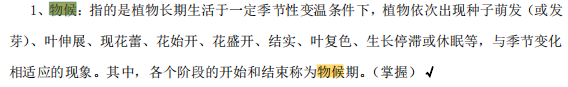 1、物候：指的是植物长期生活于一定季节性变温条件下，植物依次出现种子萌发（或发
芽）、叶伸展、现花蕾、花始开、花盛开、结实、叶复色、生长停滞或休眠等，与季节变化
相适应的现象。其中，各个阶段的开始和结束称为物候期。（掌握）✓